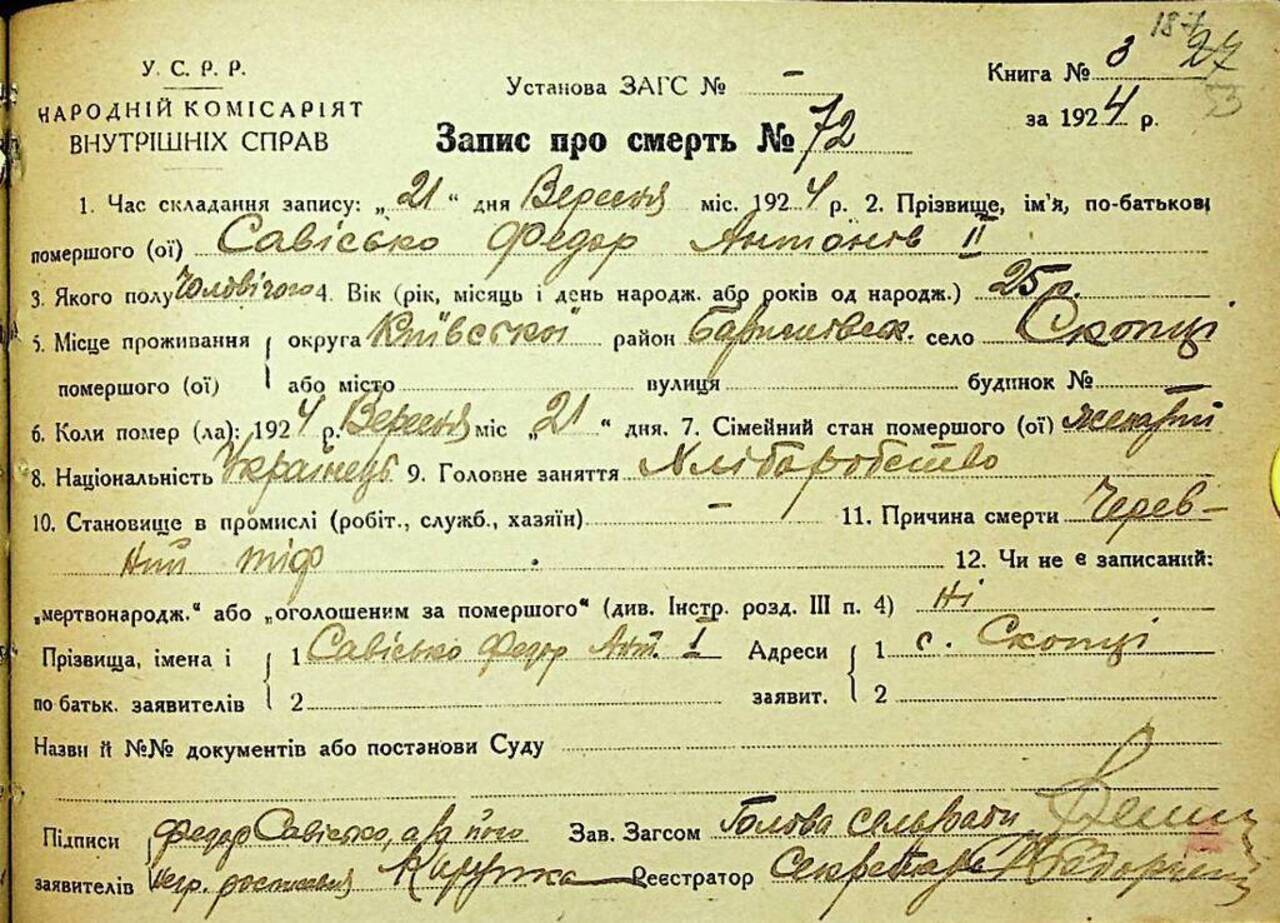 187
У. С. Р. Р.
НАРОДНІЙ КОМІСАРІЯТ
ВНУТРІШНІХ СПРАВ
Установа ЗАГС № –
Книга № 3 27
за 1924 р.
Запис про смерть № 72
1. Час складання запису: „21“ дня Вересня міс. 1924 р. 2. Прізвище, ім'я, по-батькові
помершого (ої) Савісько Федор Антонів II
3. Якого полу Чоловічого 4. Вік (рік, місяць і день народж. або років од народж.) 25 р.
5. Місце проживання округа Київської район Баришівськ. село Скопці
помершого (ої) або місто вулиця будинок №
6. Коли помер (ла): 1924 р. Вересня міс „21“ дня. 7. Сімейний стан помершого (ої) женатий
8. Національність Українець 9. Головне заняття Хліборобство
10. Становище в промислі (робіт., служб., хазяїн) – 11. Причина смерти Черев-
ний тіф 12. Чи не є записаний:
„мертвонародж.“ або „оголошеним за помершого“ (див. Інстр. розд. III п. 4) Ні
Прізвища, імена і 1 Савісько Федор Ант. I Адреси 1 с. Скопці
по батьк. заявителів 2 заявит. 2
Назви й №№ документів або постанови Суду
Підписи Федор Савісько, а за його Зав. Загсом Голова сельради
заявителів негр. росписався Реєстратор Секретарь